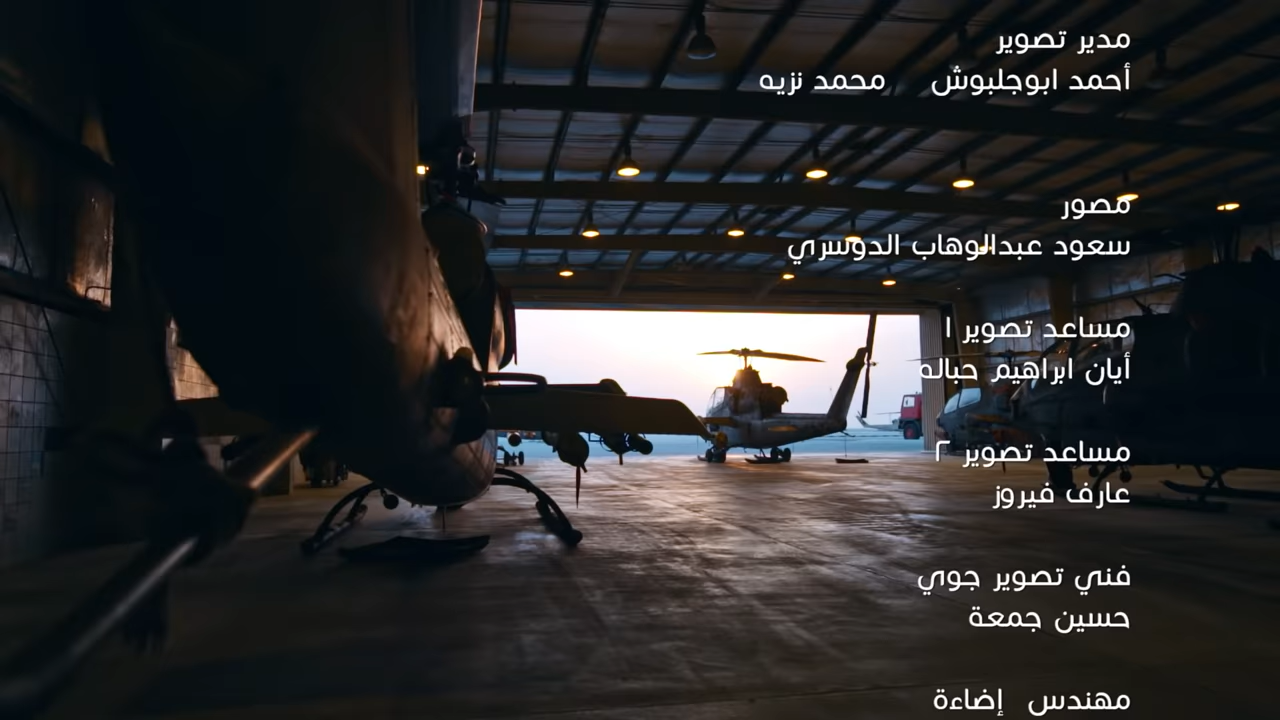 مدير تصوير
أحمد ابوجلبوش    محمد نزيه
مصور
سعود عبدالوهاب الدوسري
مساعد تصوير ١
أيان ابراهيم حباله
مساعد تصوير ٢
عارف فيروز
فني تصوير جوي
حسين جمعة
مهندس إضاءة